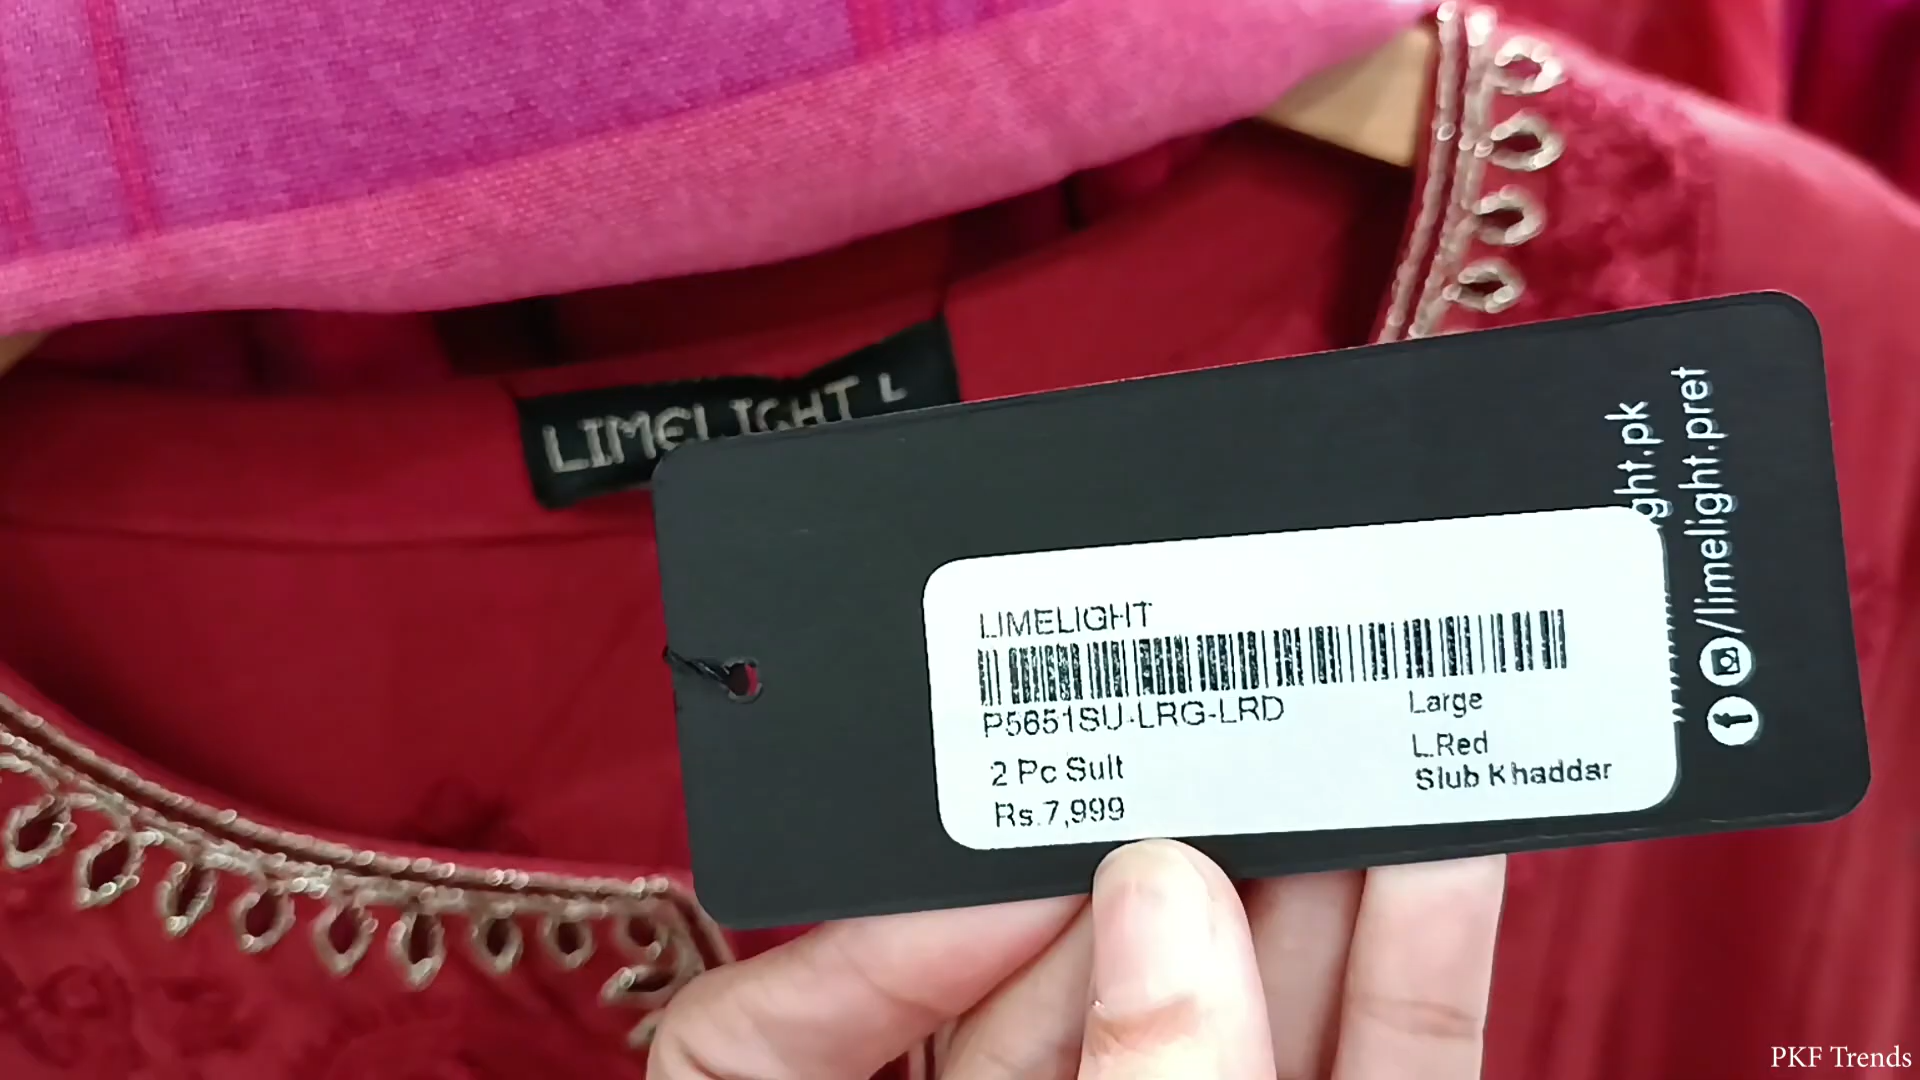 LIMELIGHT L
ght.pk
/limelight.pret
LIMELIGHT
P5651SU-LRG-LRD
Large
2 Pc Suit
L.Red
Rs.7,999
Slub Khaddar
PKF Trends